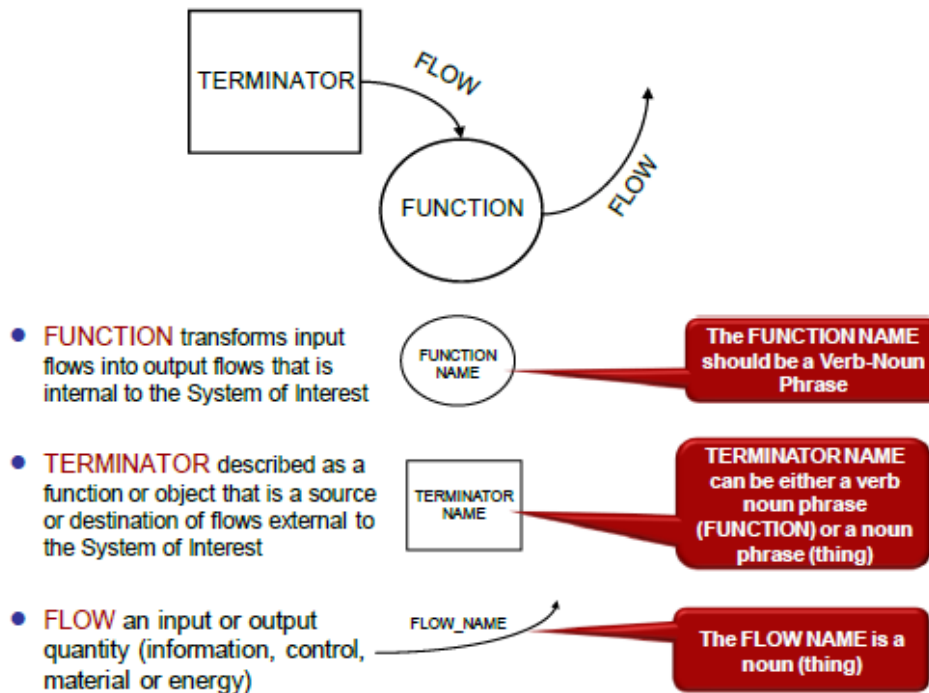 TERMINATOR
FLOW
FUNCTION
FLOW
FUNCTION transforms input
flows into output flows that is
internal to the System of Interest
FUNCTION
NAME
The FUNCTION NAME
should be a Verb-Noun
Phrase
TERMINATOR described as a
function or object that is a source
or destination of flows external to
the System of Interest
TERMINATOR
NAME
TERMINATOR NAME
can be either a verb
noun phrase
(FUNCTION) or a noun
phrase (thing)
FLOW an input or output
quantity (information, control,
material or energy)
FLOW_NAME
The FLOW NAME is a
noun (thing)